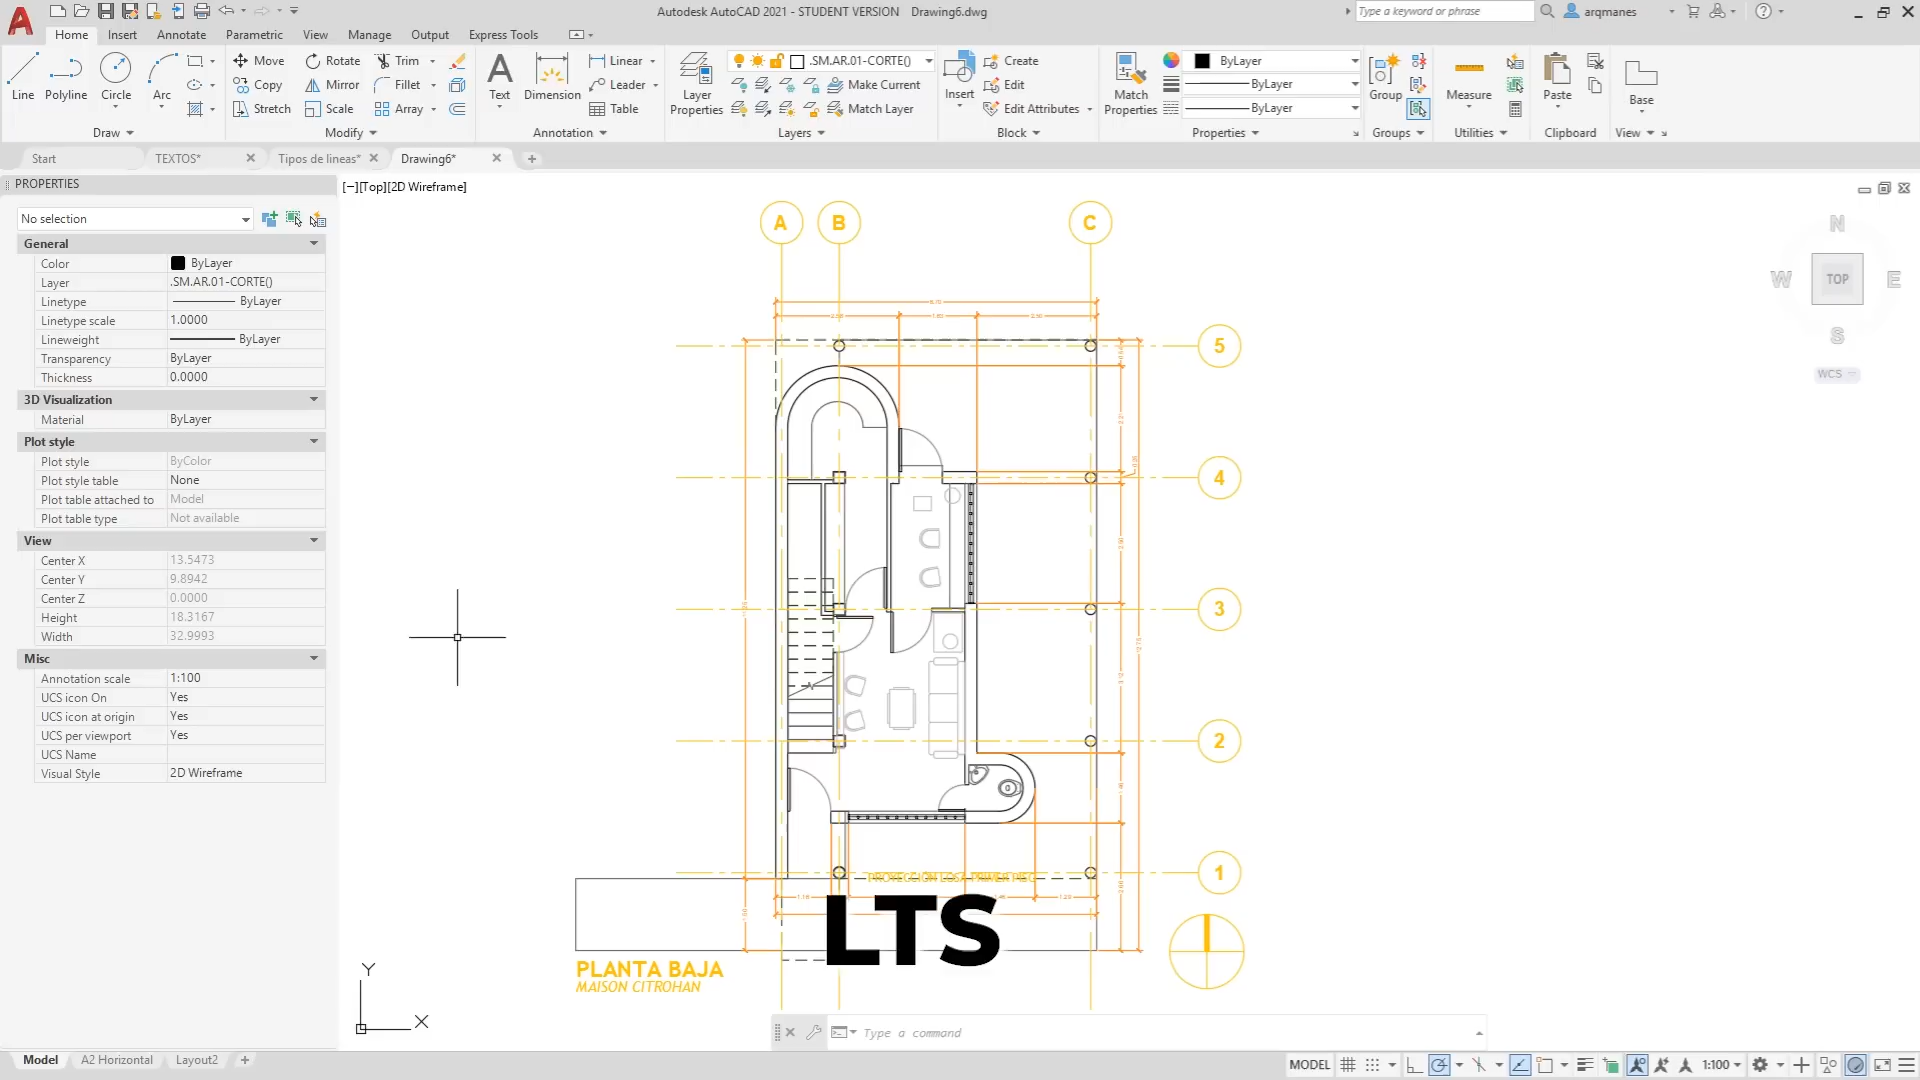 Autodesk AutoCAD 2021 - STUDENT VERSION Drawing6.dwg
Type a keyword or phrase
arqmanes
Home Insert Annotate Parametric View Manage Output Express Tools
Line Polyline Circle Arc
Move Rotate Trim
Copy Mirror Fillet
Stretch Scale Array
Text Dimension
Linear
Leader
Table
Layer Properties
.SM.AR.01-CORTE()
Make Current
Match Layer
Insert
Create
Edit
Edit Attributes
Match Properties
ByLayer
ByLayer
ByLayer
Group Measure Paste Base
Draw Modify Annotation Layers Block Properties Groups Utilities Clipboard View
Start TEXTOS* Tipos de lineas* Drawing6*
PROPERTIES
[−][Top][2D Wireframe]
No selection
General
Color ByLayer
Layer .SM.AR.01-CORTE()
Linetype ByLayer
Linetype scale 1.0000
Lineweight ByLayer
Transparency ByLayer
Thickness 0.0000
3D Visualization
Material ByLayer
Plot style
Plot style ByColor
Plot style table None
Plot table attached to Model
Plot table type Not available
View
Center X 13.5473
Center Y 9.8942
Center Z 0.0000
Height 18.3167
Width 32.9993
Misc
Annotation scale 1:100
UCS icon On Yes
UCS icon at origin Yes
UCS per viewport Yes
UCS Name
Visual Style 2D Wireframe
A B C
5
4
3
2
1
N
W TOP E
S
WCS
PROYECCION LOSA PRIMER PISO
LTS
PLANTA BAJA
MAISON CITROHAN
Y
X
Type a command
Model A2 Horizontal Layout2
MODEL 1:100